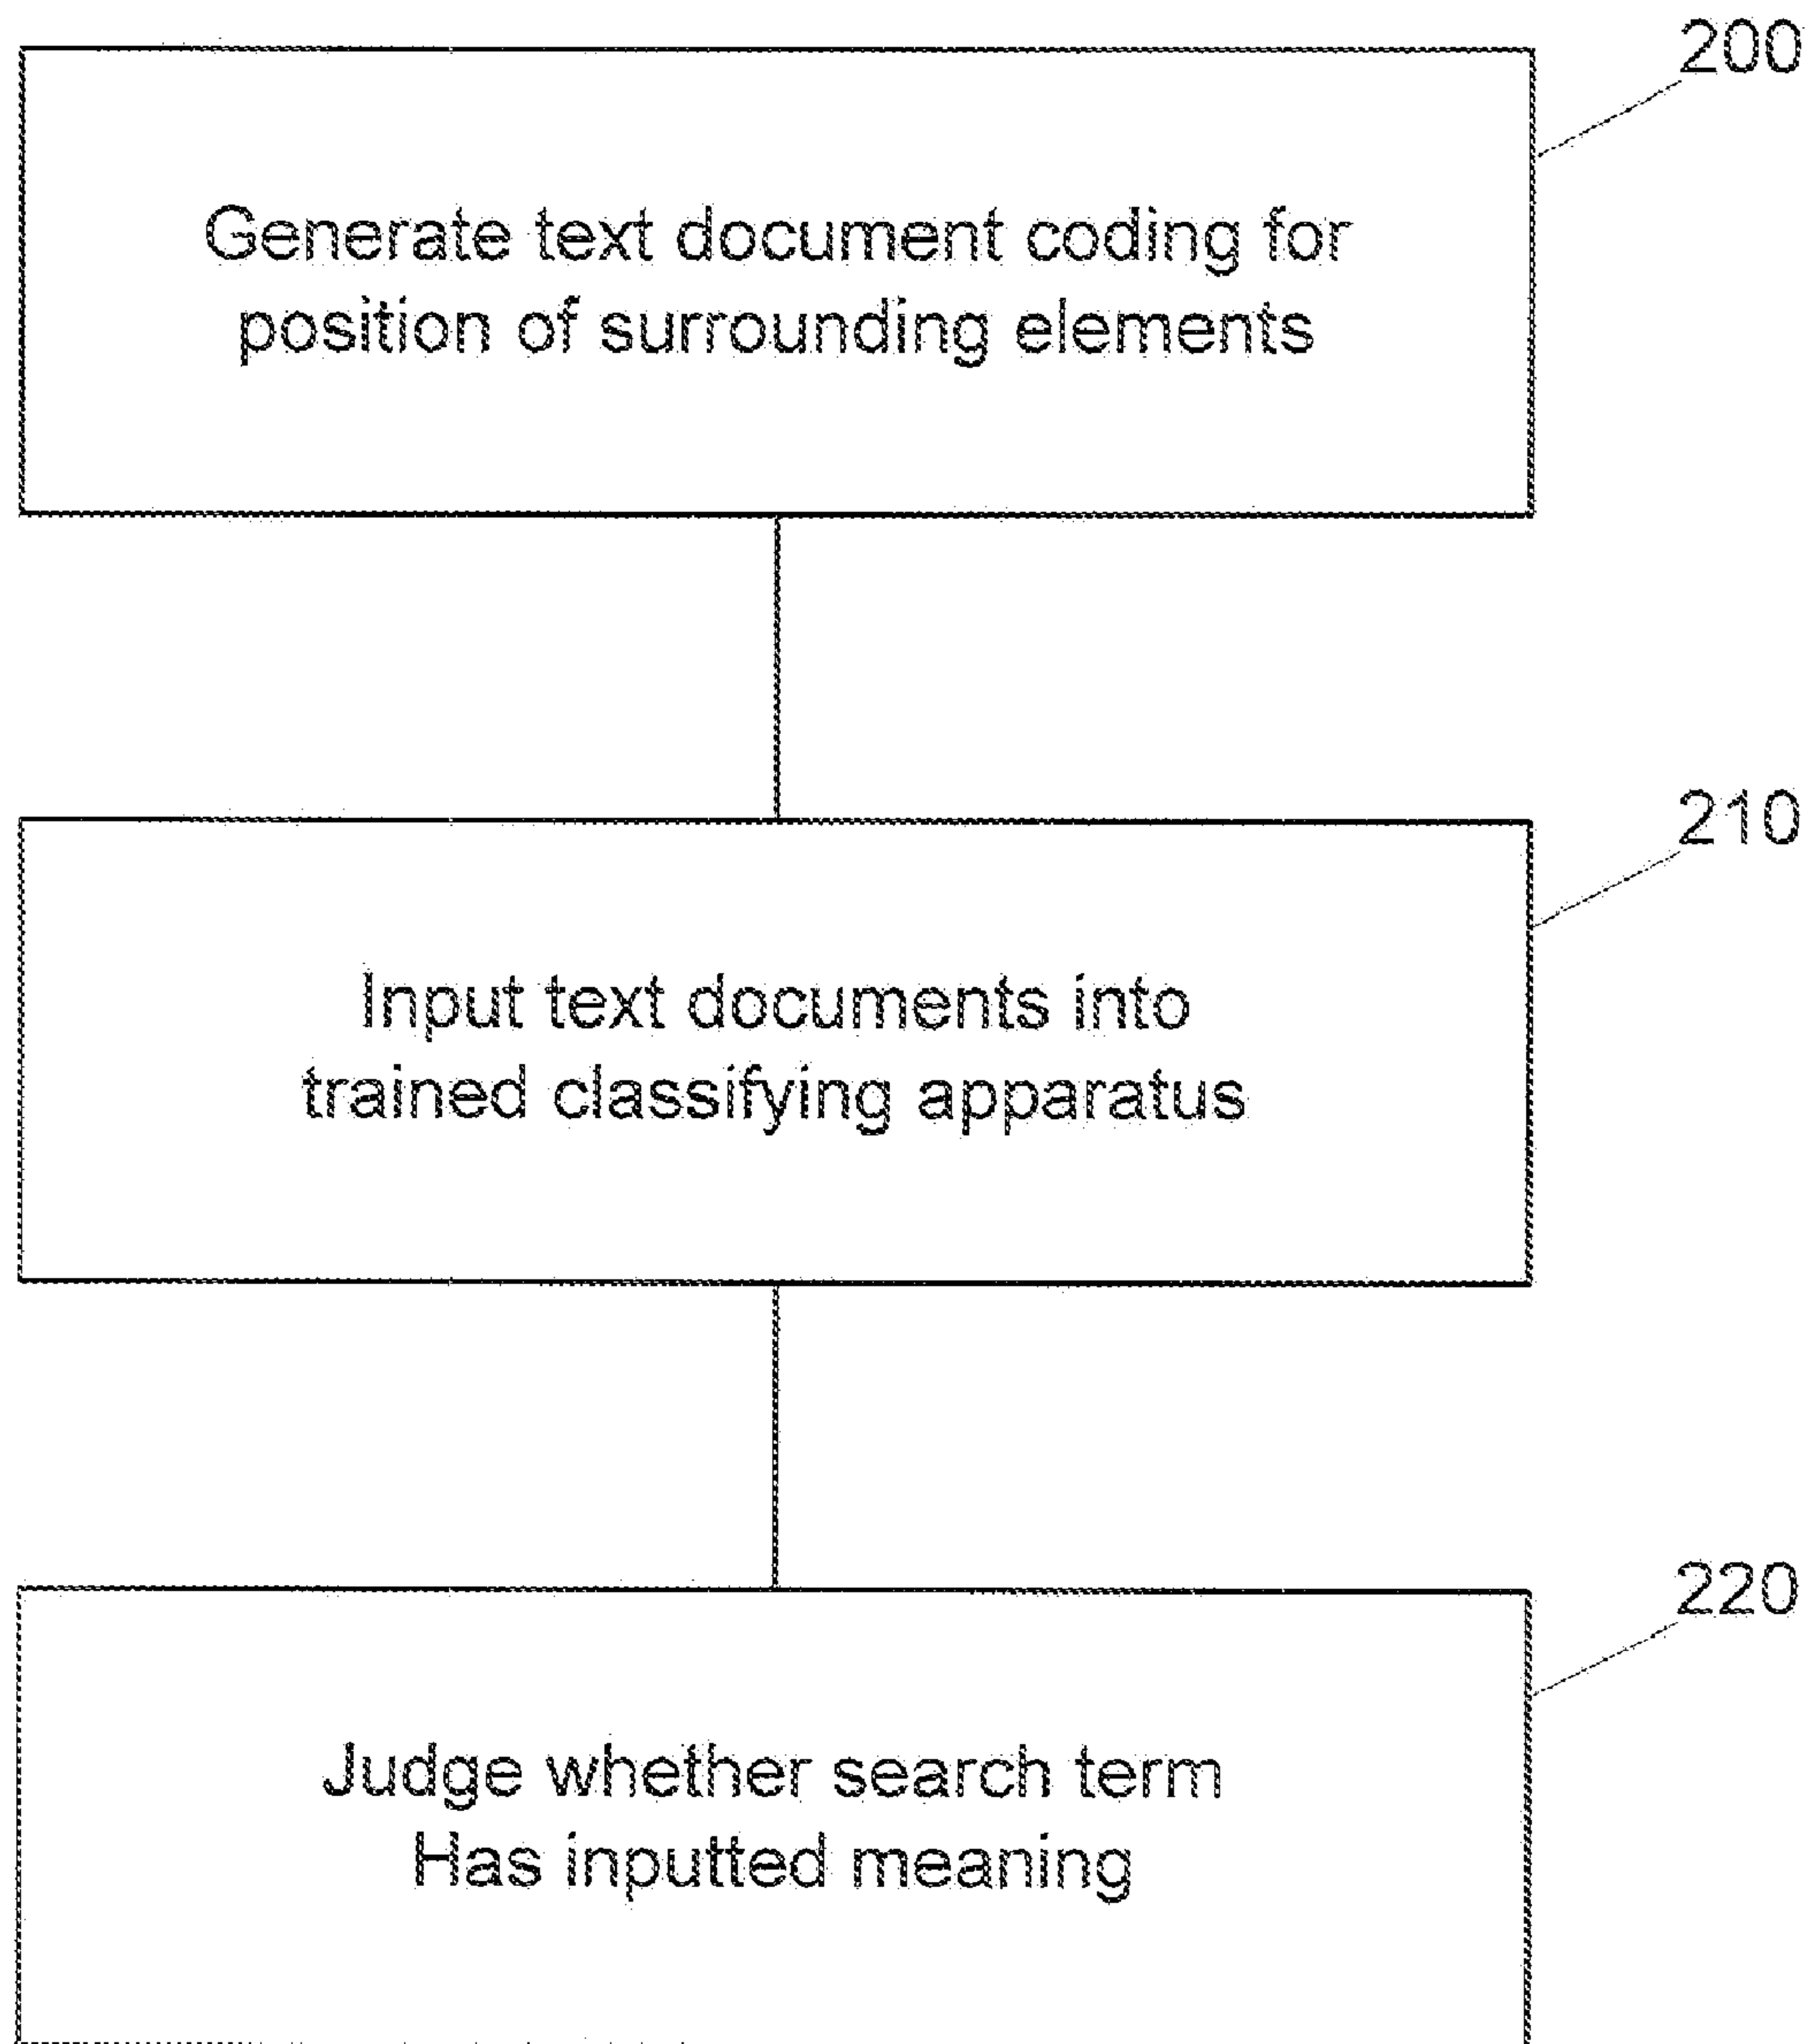 200
Generate text document coding for
position of surrounding elements
210
Input text documents into
trained classifying apparatus
220
Judge whether search term
Has inputted meaning